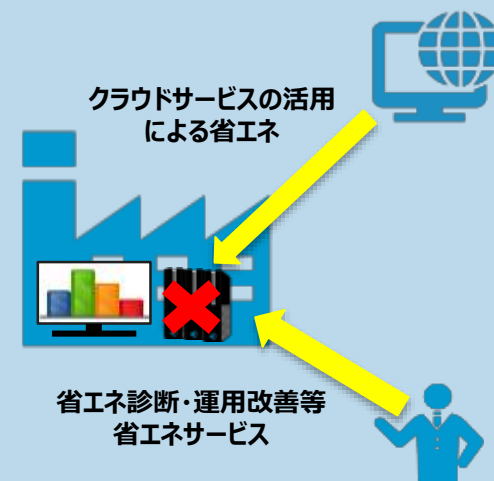 クラウドサービスの活用
による省エネ
省エネ診断・運用改善等
省エネサービス